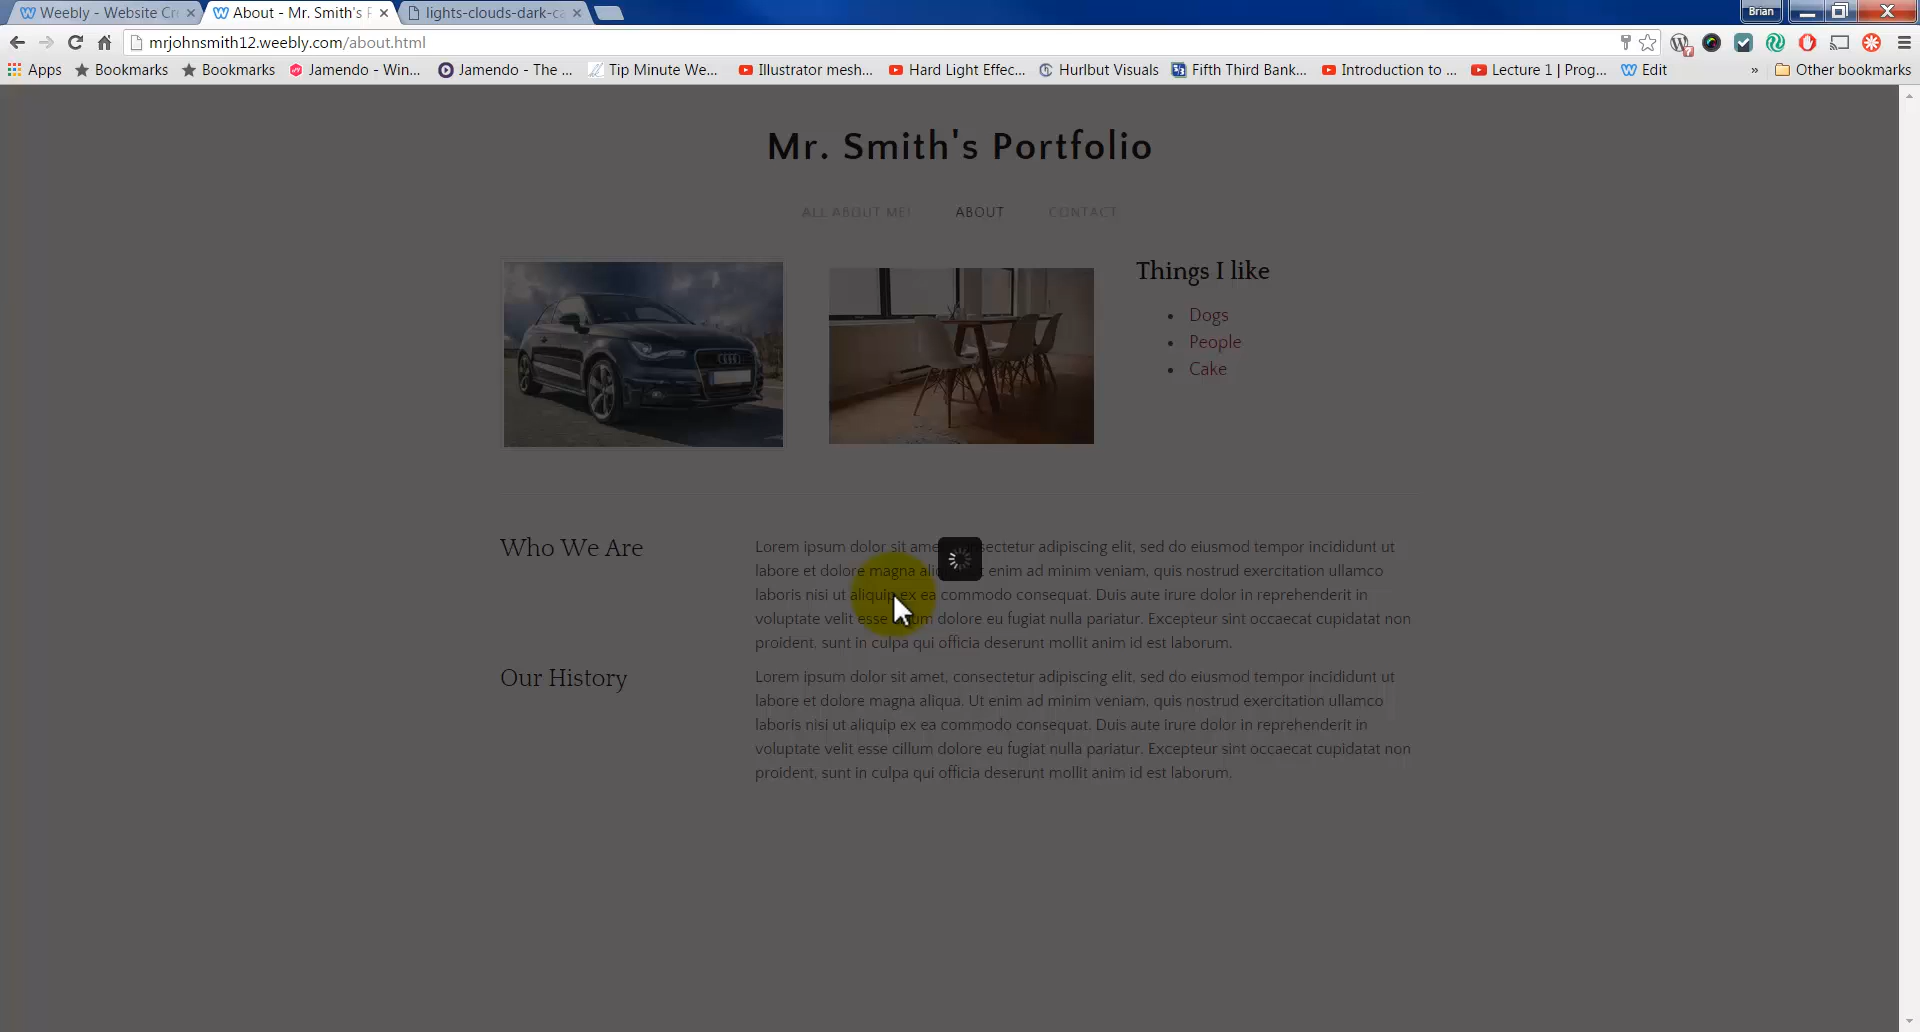 Weebly - Website Cr
About - Mr. Smith's P
lights-clouds-dark-ca
Brian
mrjohnsmith12.weebly.com/about.html
Apps
Bookmarks
Bookmarks
Jamendo - Win...
Jamendo - The ...
Tip Minute We...
Illustrator mesh...
Hard Light Effec...
Hurlbut Visuals
Fifth Third Bank...
Introduction to ...
Lecture 1 | Prog...
Edit
»
Other bookmarks
Mr. Smith's Portfolio
ALL ABOUT ME!
ABOUT
CONTACT
Things I like
• Dogs
• People
• Cake
Who We Are
Lorem ipsum dolor sit amet, consectetur adipiscing elit, sed do eiusmod tempor incididunt ut
labore et dolore magna aliqua. Ut enim ad minim veniam, quis nostrud exercitation ullamco
laboris nisi ut aliquip ex ea commodo consequat. Duis aute irure dolor in reprehenderit in
voluptate velit esse cillum dolore eu fugiat nulla pariatur. Excepteur sint occaecat cupidatat non
proident, sunt in culpa qui officia deserunt mollit anim id est laborum.
Our History
Lorem ipsum dolor sit amet, consectetur adipiscing elit, sed do eiusmod tempor incididunt ut
labore et dolore magna aliqua. Ut enim ad minim veniam, quis nostrud exercitation ullamco
laboris nisi ut aliquip ex ea commodo consequat. Duis aute irure dolor in reprehenderit in
voluptate velit esse cillum dolore eu fugiat nulla pariatur. Excepteur sint occaecat cupidatat non
proident, sunt in culpa qui officia deserunt mollit anim id est laborum.